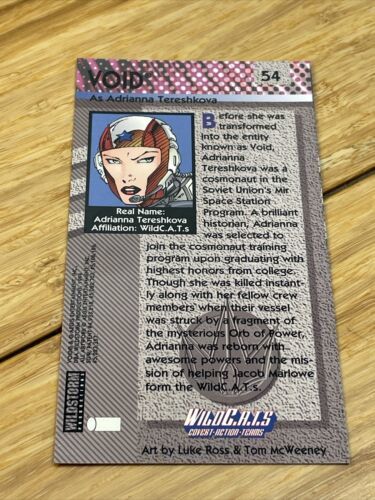 VOID
54
As Adrianna Tereshkova
Before she was
transformed
into the entity
known as Void,
Adrianna
Tereshkova was a
cosmonaut in the
Soviet Union's Mir
Space Station
Program. A brilliant
historian, Adrianna
was selected to
join the cosmonaut training
program upon graduating with
highest honors from college.
Though she was killed instant-
ly along with her fellow crew
members when their vessel
was struck by a fragment of
the mysterious Orb of Power,
Adrianna was reborn with
awesome powers and the mis-
sion of helping Jacob Marlowe
form the WildC.A.T.s.
Real Name:
Adrianna Tereshkova
Affiliation: WildC.A.T.s
WILDSTORM
PRODUCTIONS
WILDC.A.T.S
COVERT-ACTION-TEAMS
Art by Luke Ross & Tom McWeeney